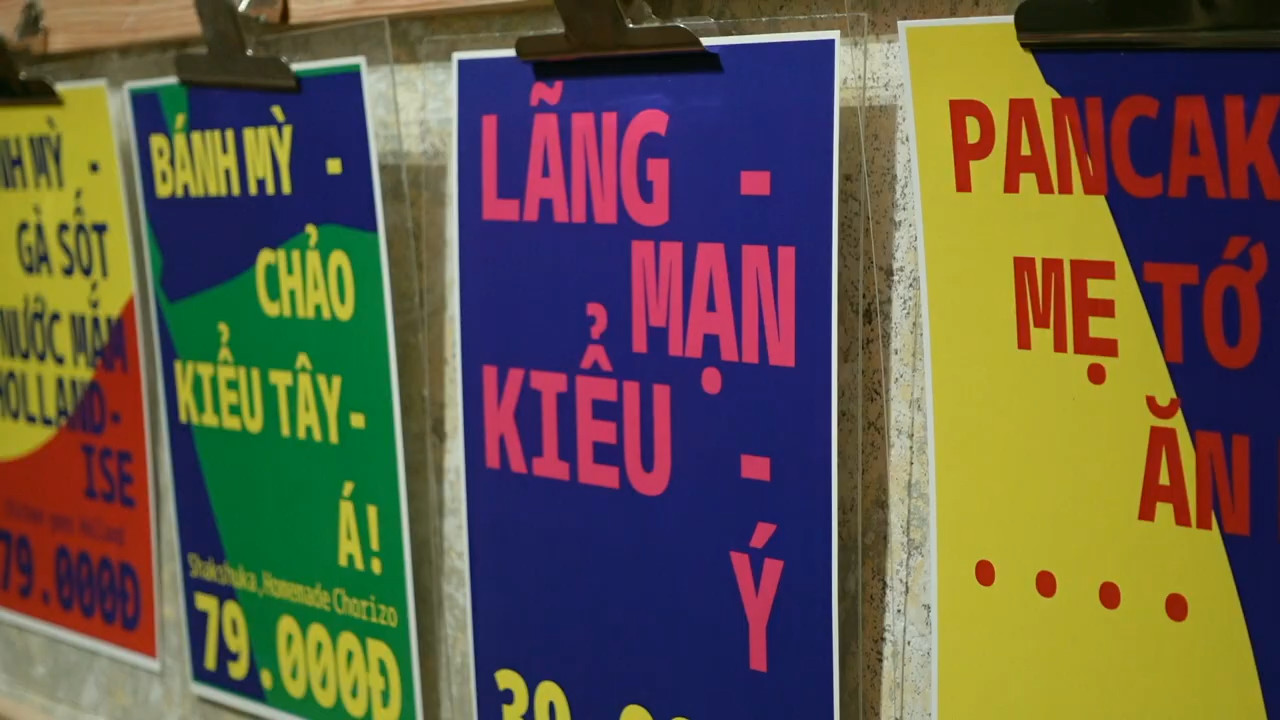 NH MỲ -
GÀ SỐT
NƯỚC MẮM
HOLLAND-
ISE
79.000Đ
BÁNH MỲ -
CHẢO
KIỂU TÂY-
Á!
Shakshuka, Homemade Chorizo
79.000Đ
LÃNG -
MẠN
KIỂU -
Ý
PANCAK
MẸ TỚ
ĂN
....